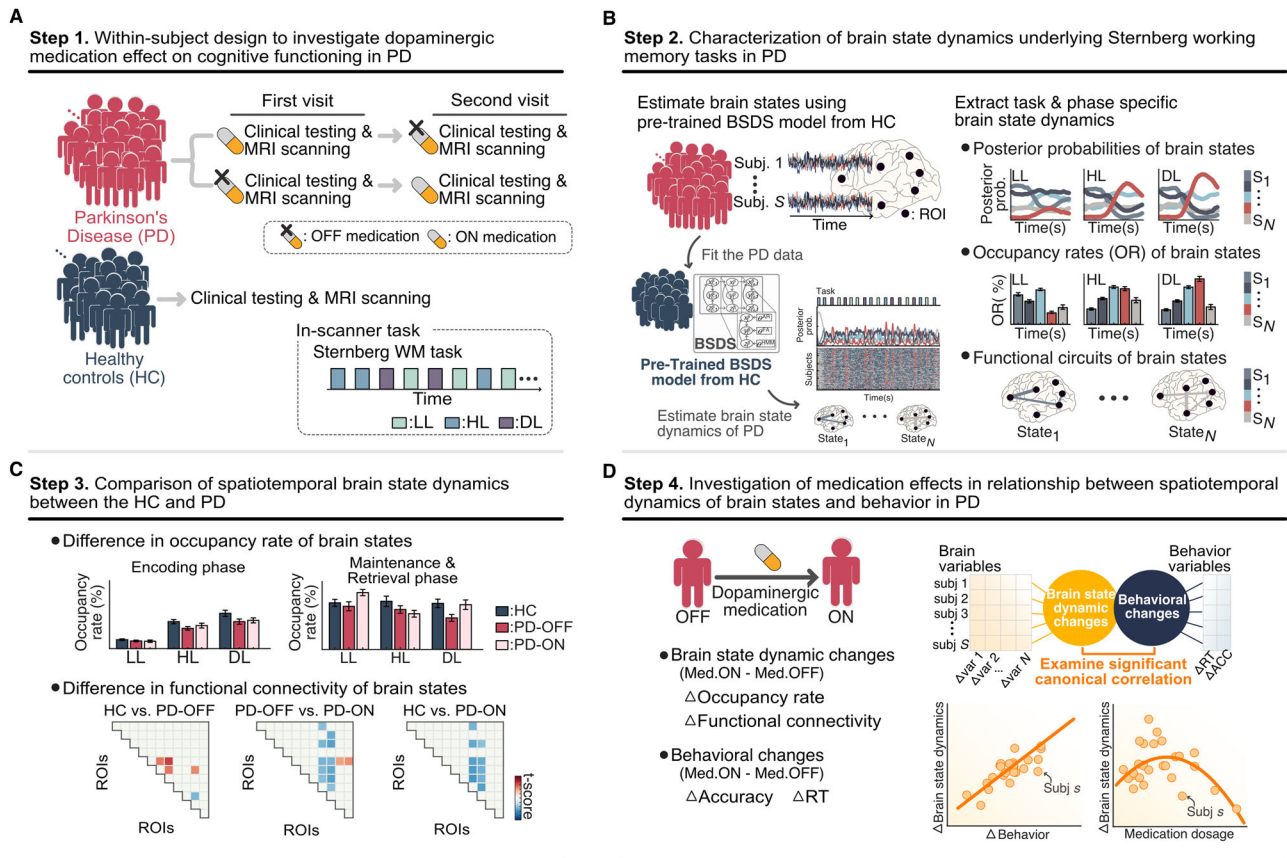 A
Step 1. Within-subject design to investigate dopaminergic
medication effect on cognitive functioning in PD
First visit
Second visit
Clinical testing &
MRI scanning
Clinical testing &
MRI scanning
Clinical testing &
MRI scanning
Clinical testing &
MRI scanning
Parkinson's
Disease (PD)
: OFF medication
: ON medication
Clinical testing & MRI scanning
Healthy
controls (HC)
In-scanner task
Sternberg WM task
Time
:LL :HL :DL
B
Step 2. Characterization of brain state dynamics underlying Sternberg working
memory tasks in PD
Estimate brain states using
pre-trained BSDS model from HC
Subj. 1
Subj. S
Time
: ROI
Fit the PD data
BSDS
Pre-Trained BSDS
model from HC
Estimate brain state
dynamics of PD
Task
Posterior
prob.
Subjects
Time(s)
State1
StateN
Extract task & phase specific
brain state dynamics
Posterior probabilities of brain states
Posterior
prob.
LL HL DL
Time(s) Time(s) Time(s)
S1
SN
Occupancy rates (OR) of brain states
OR( %)
LL HL DL
Time(s) Time(s) Time(s)
S1
SN
Functional circuits of brain states
State1
StateN
S1
SN
C
Step 3. Comparison of spatiotemporal brain state dynamics
between the HC and PD
Difference in occupancy rate of brain states
Encoding phase
Occupancy
rate (%)
LL HL DL
Maintenance &
Retrieval phase
Occupancy
rate (%)
LL HL DL
:HC
:PD-OFF
:PD-ON
Difference in functional connectivity of brain states
HC vs. PD-OFF
PD-OFF vs. PD-ON
HC vs. PD-ON
ROIs
ROIs
ROIs
ROIs
ROIs
ROIs
t-score
D
Step 4. Investigation of medication effects in relationship between spatiotemporal
dynamics of brain states and behavior in PD
OFF
Dopaminergic
medication
ON
Brain state dynamic changes
(Med.ON - Med.OFF)
△Occupancy rate
△Functional connectivity
Behavioral changes
(Med.ON - Med.OFF)
△Accuracy △RT
Brain
variables
subj 1
subj 2
subj 3
subj S
△var 1
△var 2
...
△var N
Brain state
dynamic
changes
Behavioral
changes
Behavior
variables
△RT
△ACC
Examine significant
canonical correlation
△Brain state dynamics
Subj s
△ Behavior
△Brain state dynamics
Subj s
Medication dosage